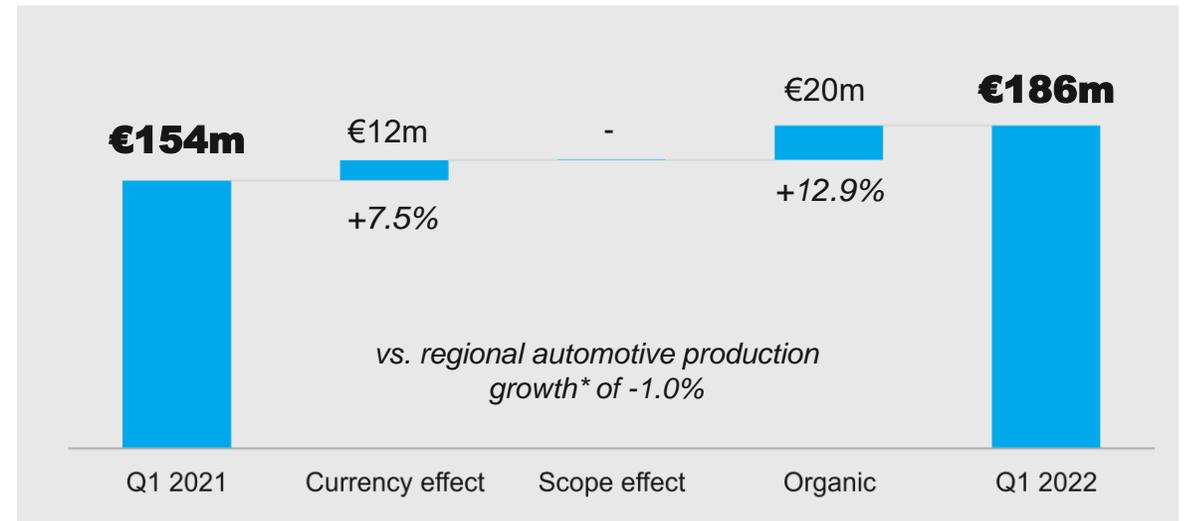 €154m
€12m
-
€20m
€186m
+7.5%
+12.9%
vs. regional automotive production
growth* of -1.0%
Q1 2021
Currency effect
Scope effect
Organic
Q1 2022